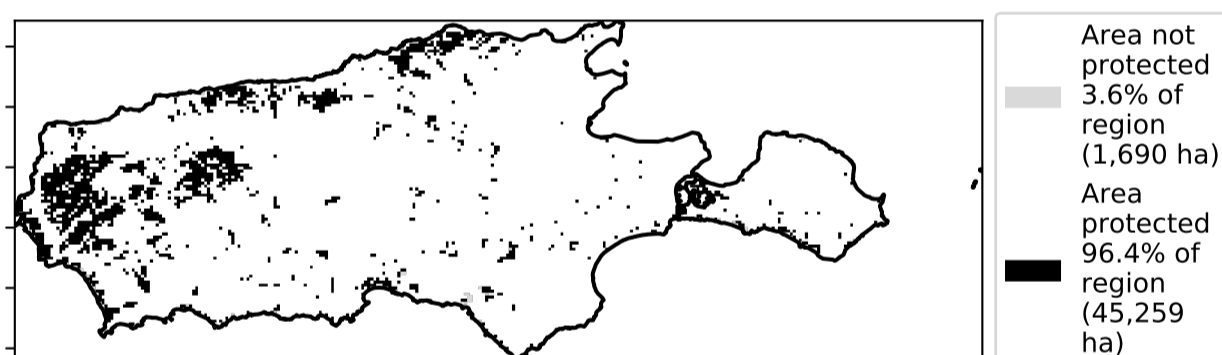 Area not
protected
3.6% of
region
(1,690 ha)
Area
protected
96.4% of
region
(45,259
ha)